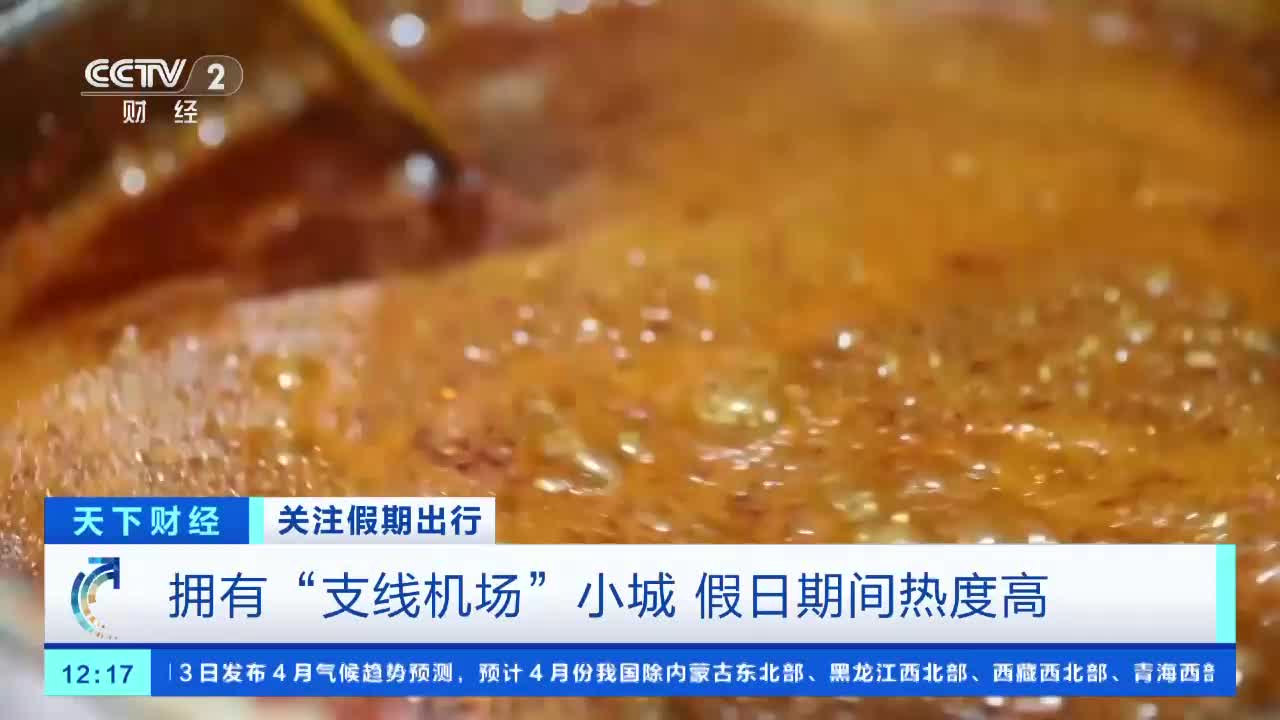 CCTV 2
财 经
天下财经
关注假期出行
拥有“支线机场”小城 假日期间热度高
12:17
3日发布4月气候趋势预测，预计4月份我国除内蒙古东北部、黑龙江西北部、西藏西北部、青海西